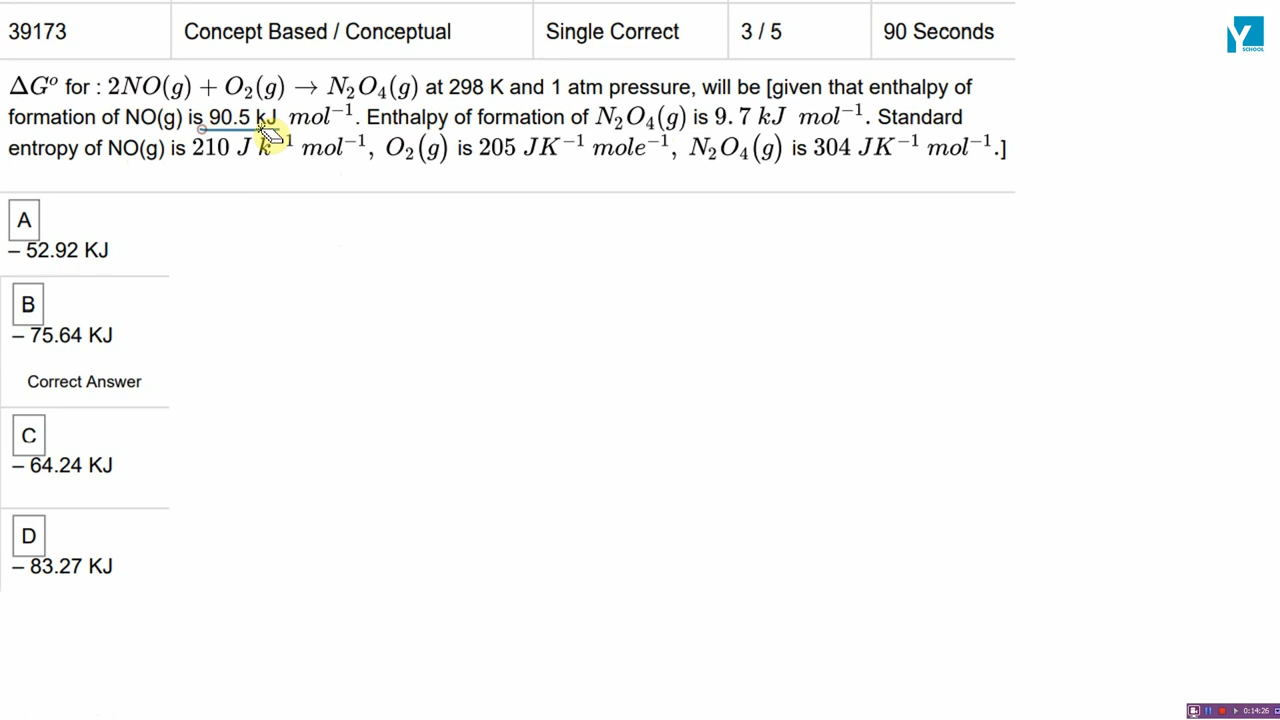 39173 Concept Based / Conceptual Single Correct 3 / 5 90 Seconds
Y
SCHOOL
ΔG° for : 2NO(g) + O₂(g) → N₂O₄(g) at 298 K and 1 atm pressure, will be [given that enthalpy of
formation of NO(g) is 90.5 kJ mol⁻¹. Enthalpy of formation of N₂O₄(g) is 9.7 kJ mol⁻¹. Standard
entropy of NO(g) is 210 J k⁻¹ mol⁻¹, O₂(g) is 205 JK⁻¹ mole⁻¹, N₂O₄(g) is 304 JK⁻¹ mol⁻¹.]
A
– 52.92 KJ
B
– 75.64 KJ
Correct Answer
C
– 64.24 KJ
D
– 83.27 KJ
0:14:26